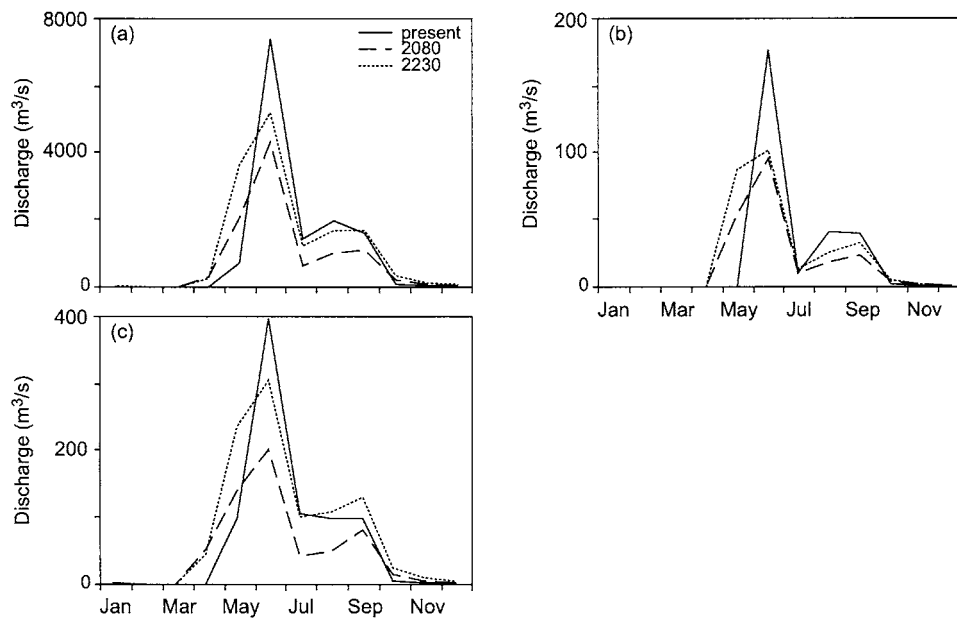 8000
(a)
present
2080
2230
Discharge (m³/s)
4000
0
200
(b)
Discharge (m³/s)
100
0
Jan Mar May Jul Sep Nov
400
(c)
Discharge (m³/s)
200
0
Jan Mar May Jul Sep Nov